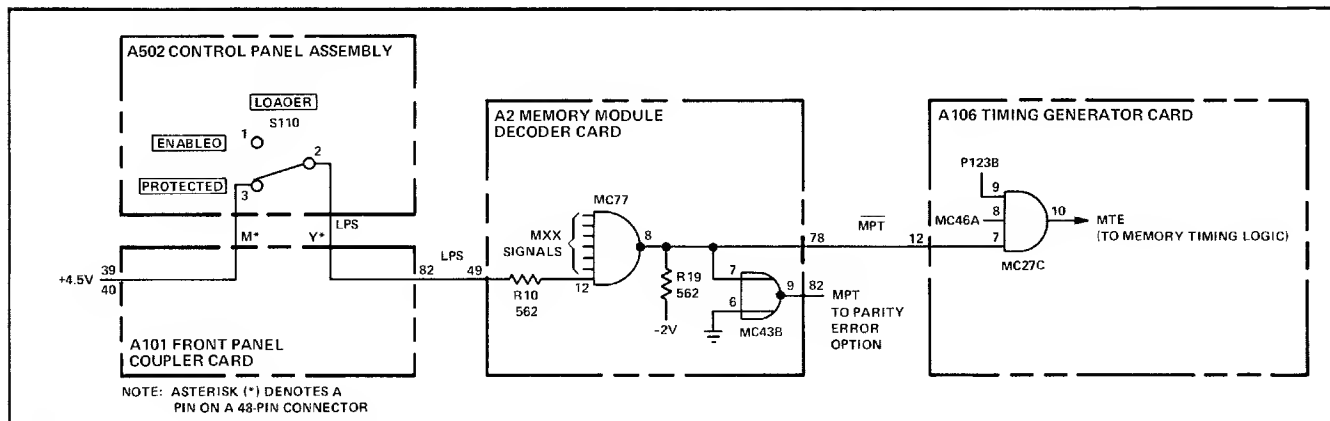 A502 CONTROL PANEL ASSEMBLY
LOAOER
S110
ENABLEO
1
2
PROTECTED
3
M*
Y*
LPS
+4.5V
39
40
82
A101 FRONT PANEL
COUPLER CARD
NOTE: ASTERISK (*) DENOTES A
PIN ON A 48-PIN CONNECTOR
LPS
49
A2 MEMORY MODULE
DECODER CARD
MC77
MXX
SIGNALS
8
12
R10
562
R19
562
-2V
7
6
9
MC43B
78
82
MPT
TO PARITY
ERROR
OPTION
MPT
12
A106 TIMING GENERATOR CARD
P123B
9
MC46A
8
7
10
MC27C
MTE
(TO MEMORY TIMING LOGIC)